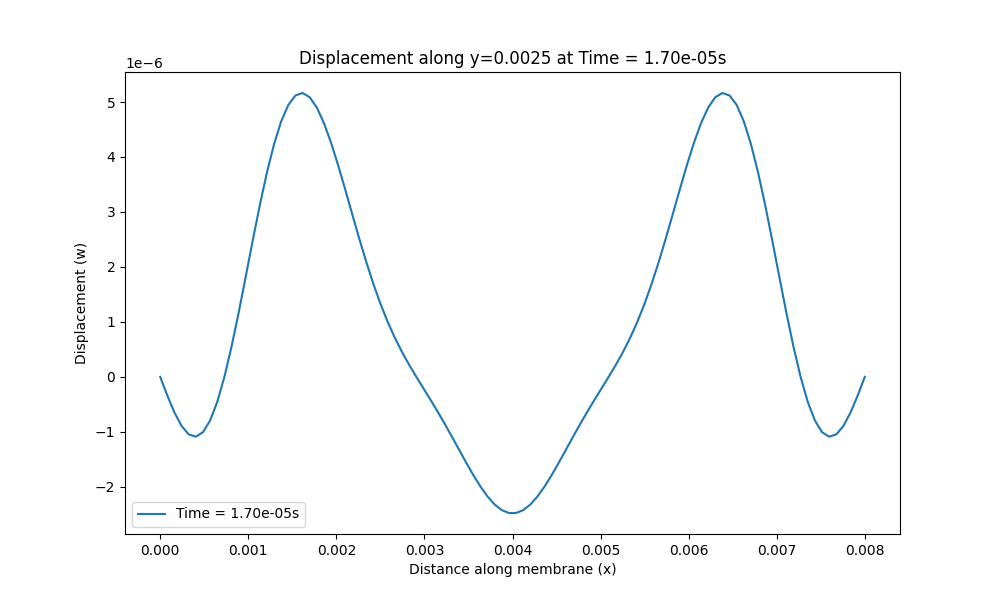 Displacement along y=0.0025 at Time = 1.70e-05s
1e−6
5
4
3
2
1
0
−1
−2
Displacement (w)
Time = 1.70e-05s
0.000 0.001 0.002 0.003 0.004 0.005 0.006 0.007 0.008
Distance along membrane (x)